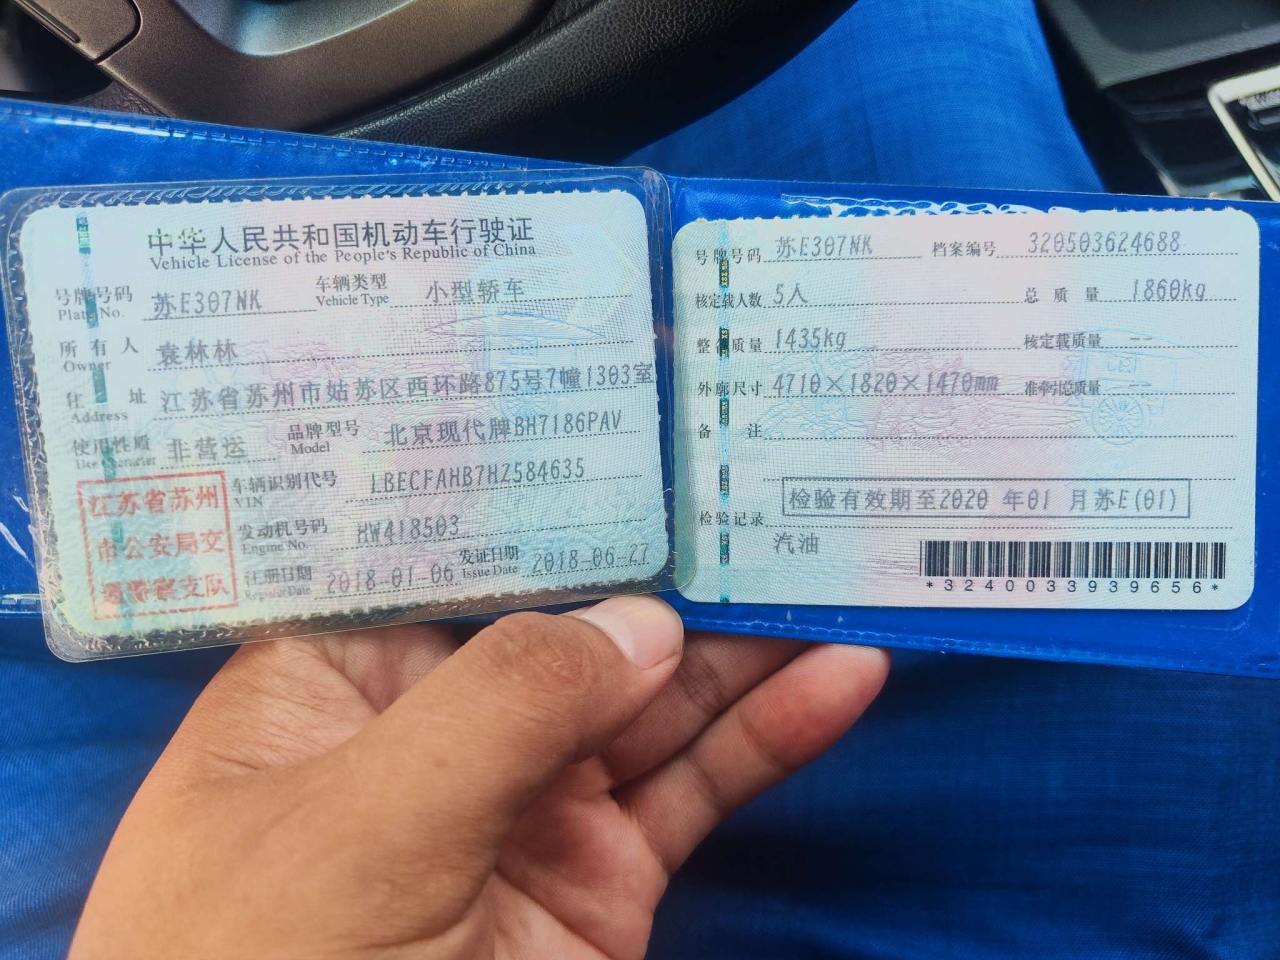 中华人民共和国机动车行驶证
Vehicle License of the People's Republic of China
号牌号码 苏E307NK 车辆类型 小型轿车
Plate No. Vehicle Type
所有人 袁林林
Owner
住址 江苏省苏州市姑苏区西环路875号7幢1303室
Address
使用性质 非营运 品牌型号 北京现代牌BH7186PAV
Use Character Model
车辆识别代号 LBECFAHB7HZ584635
VIN
发动机号码 HW418503
Engine No.
注册日期 2018-01-06 发证日期 2018-06-27
Register Date Issue Date
江苏省苏州
市公安局交
通警察支队
号牌号码 苏E307NK 档案编号 320503624688
核定载人数 5人 总质量 1860kg
整备质量 1435kg 核定载质量 --
外廓尺寸 4710×1820×1470mm 准牵引总质量 --
备注
检验有效期至2020 年01 月苏E(01)
检验记录
汽油
*3240033939656*